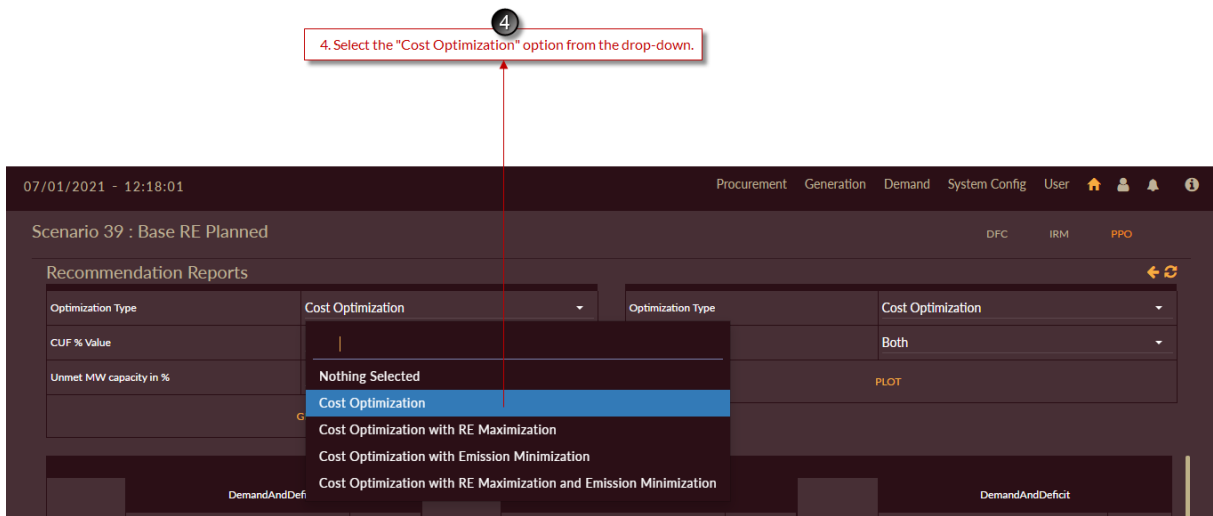 4
4. Select the "Cost Optimization" option from the drop-down.
07/01/2021 - 12:18:01
Procurement Generation Demand System Config User
Scenario 39 : Base RE Planned
DFC IRM PPO
Recommendation Reports
Optimization Type Cost Optimization Optimization Type Cost Optimization
CUF % Value Both
Unmet MW capacity in % PLOT
Nothing Selected
Cost Optimization
Cost Optimization with RE Maximization
Cost Optimization with Emission Minimization
Cost Optimization with RE Maximization and Emission Minimization
DemandAndDefi DemandAndDeficit